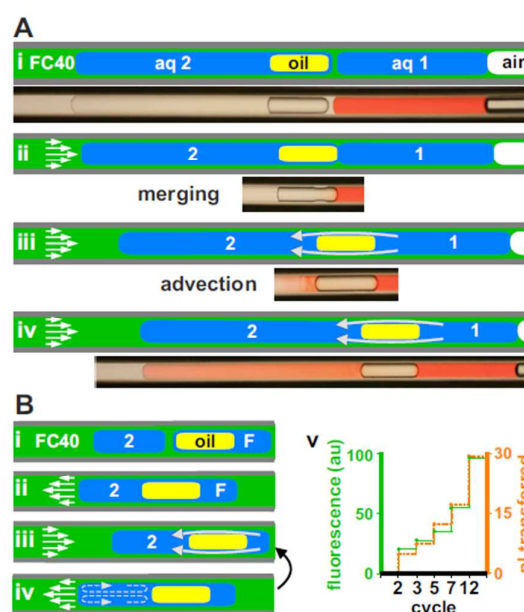 A
i FC40 aq 2 oil aq 1 air
ii 2 1
merging
iii 2 1
advection
iv 2 1
B
i FC40 2 oil F
ii 2 F
iii 2
iv
v
fluorescence (au)
100
50
0
30
15
0
nl transferred
2 3 5 7 12
cycle